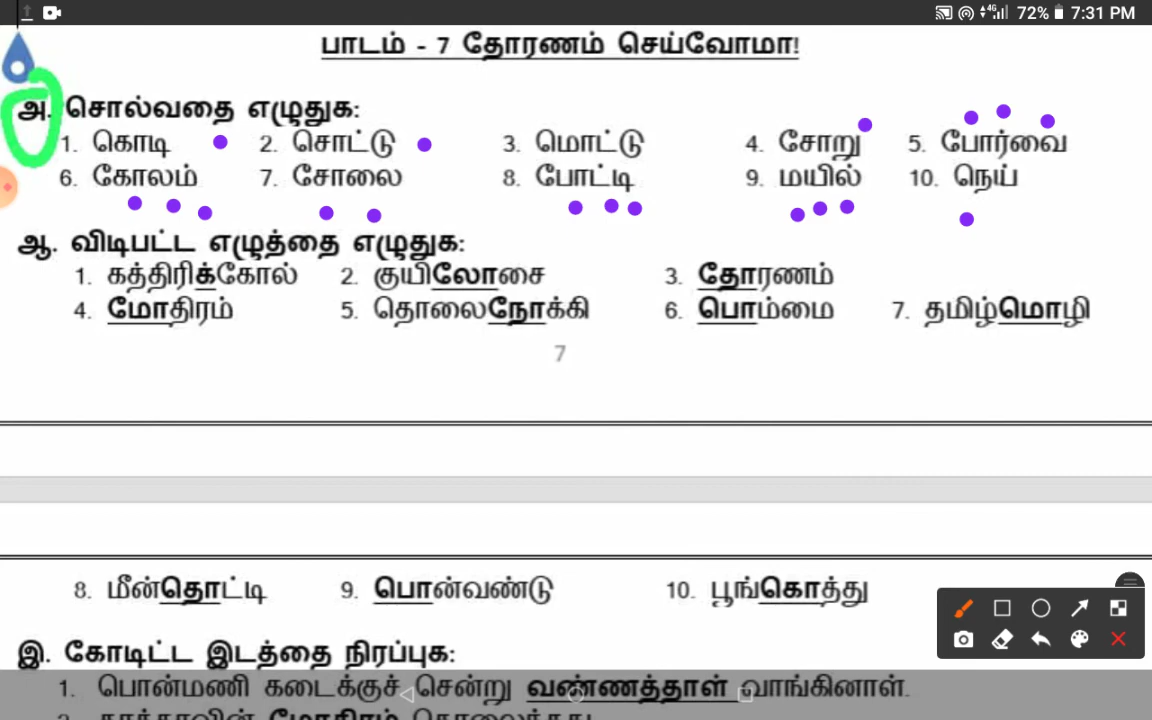 46 72% 7:31 PM
பாடம் - 7 தோரணம் செய்வோமா!
அ. சொல்வதை எழுதுக:
1. கொடி 2. சொட்டு 3. மொட்டு 4. சோறு 5. போர்வை
6. கோலம் 7. சோலை 8. போட்டி 9. மயில் 10. நெய்
ஆ. விடிபட்ட எழுத்தை எழுதுக:
1. கத்திரிக்கோல் 2. குயிலோசை 3. தோரணம்
4. மோதிரம் 5. தொலைநோக்கி 6. பொம்மை 7. தமிழ்மொழி
7
8. மீன்தொட்டி 9. பொன்வண்டு 10. பூங்கொத்து
இ. கோடிட்ட இடத்தை நிரப்புக:
1. பொன்மணி கடைக்குச் சென்று வண்ணத்தாள் வாங்கினாள்.